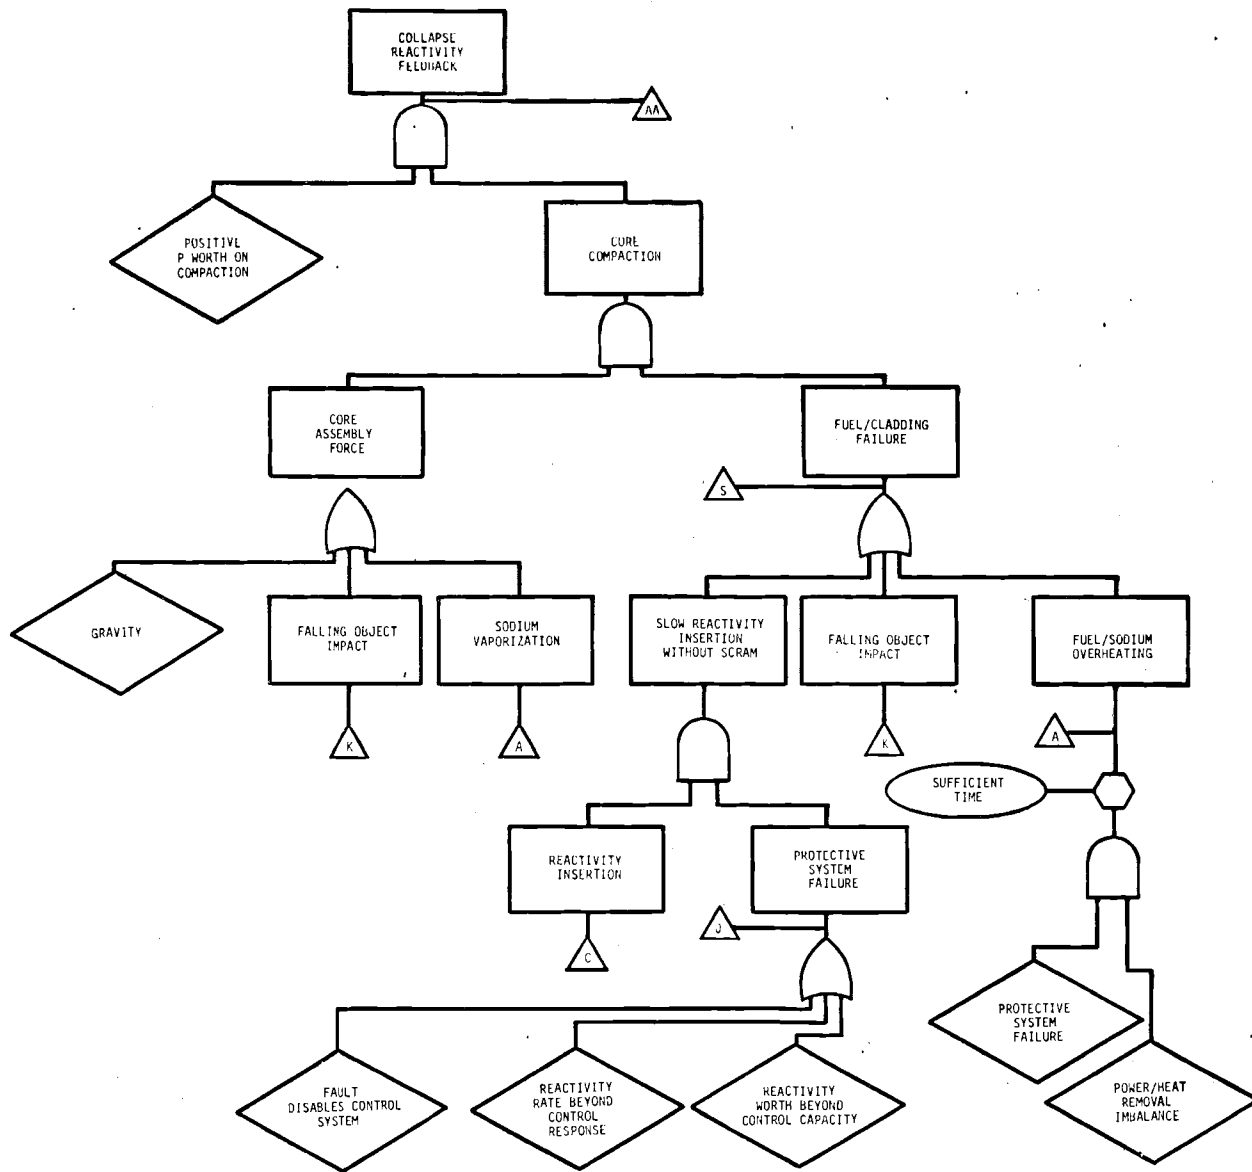 COLLAPSE
REACTIVITY
FEEDBACK
AA
POSITIVE
P WORTH ON
COMPACTION
CORE
COMPACTION
CORE
ASSEMBLY
FORCE
FUEL/CLADDING
FAILURE
S
GRAVITY
FALLING OBJECT
IMPACT
SODIUM
VAPORIZATION
SLOW REACTIVITY
INSERTION
WITHOUT SCRAM
FALLING OBJECT
IMPACT
FUEL/SODIUM
OVERHEATING
K
A
K
A
SUFFICIENT
TIME
REACTIVITY
INSERTION
PROTECTIVE
SYSTEM
FAILURE
C
J
PROTECTIVE
SYSTEM
FAILURE
FAULT
DISABLES CONTROL
SYSTEM
REACTIVITY
RATE BEYOND
CONTROL
RESPONSE
REACTIVITY
WORTH BEYOND
CONTROL CAPACITY
POWER/HEAT
REMOVAL
IMBALANCE